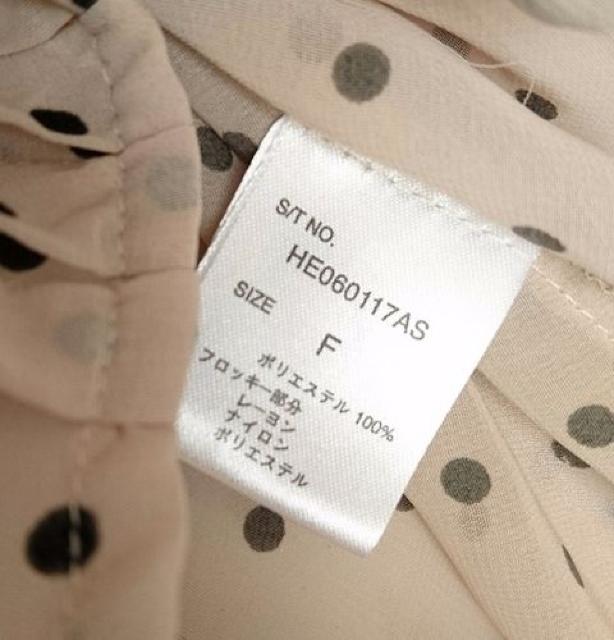 S/T NO.
HE060117AS
SIZE
F
ポリエステル 100%
フロッキー部分
レーヨン
ナイロン
ポリエステル